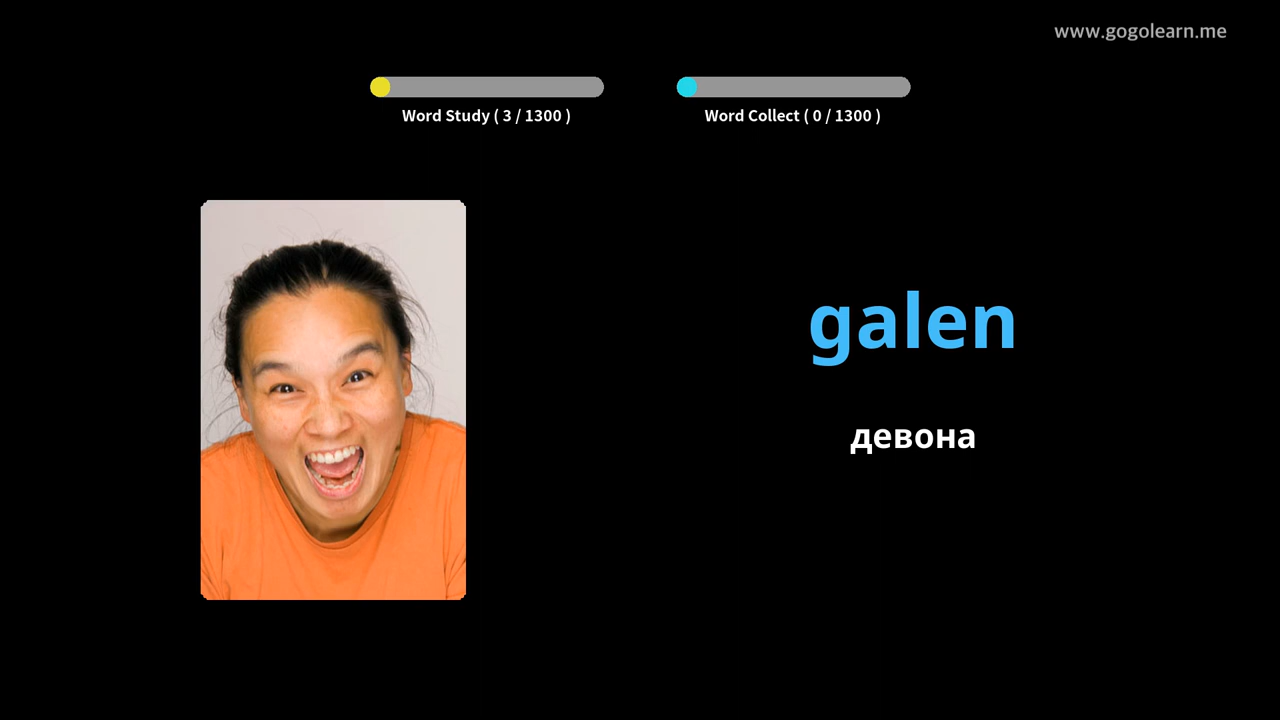 www.gogolearn.me
Word Study ( 3 / 1300 )
Word Collect ( 0 / 1300 )
galen
девона